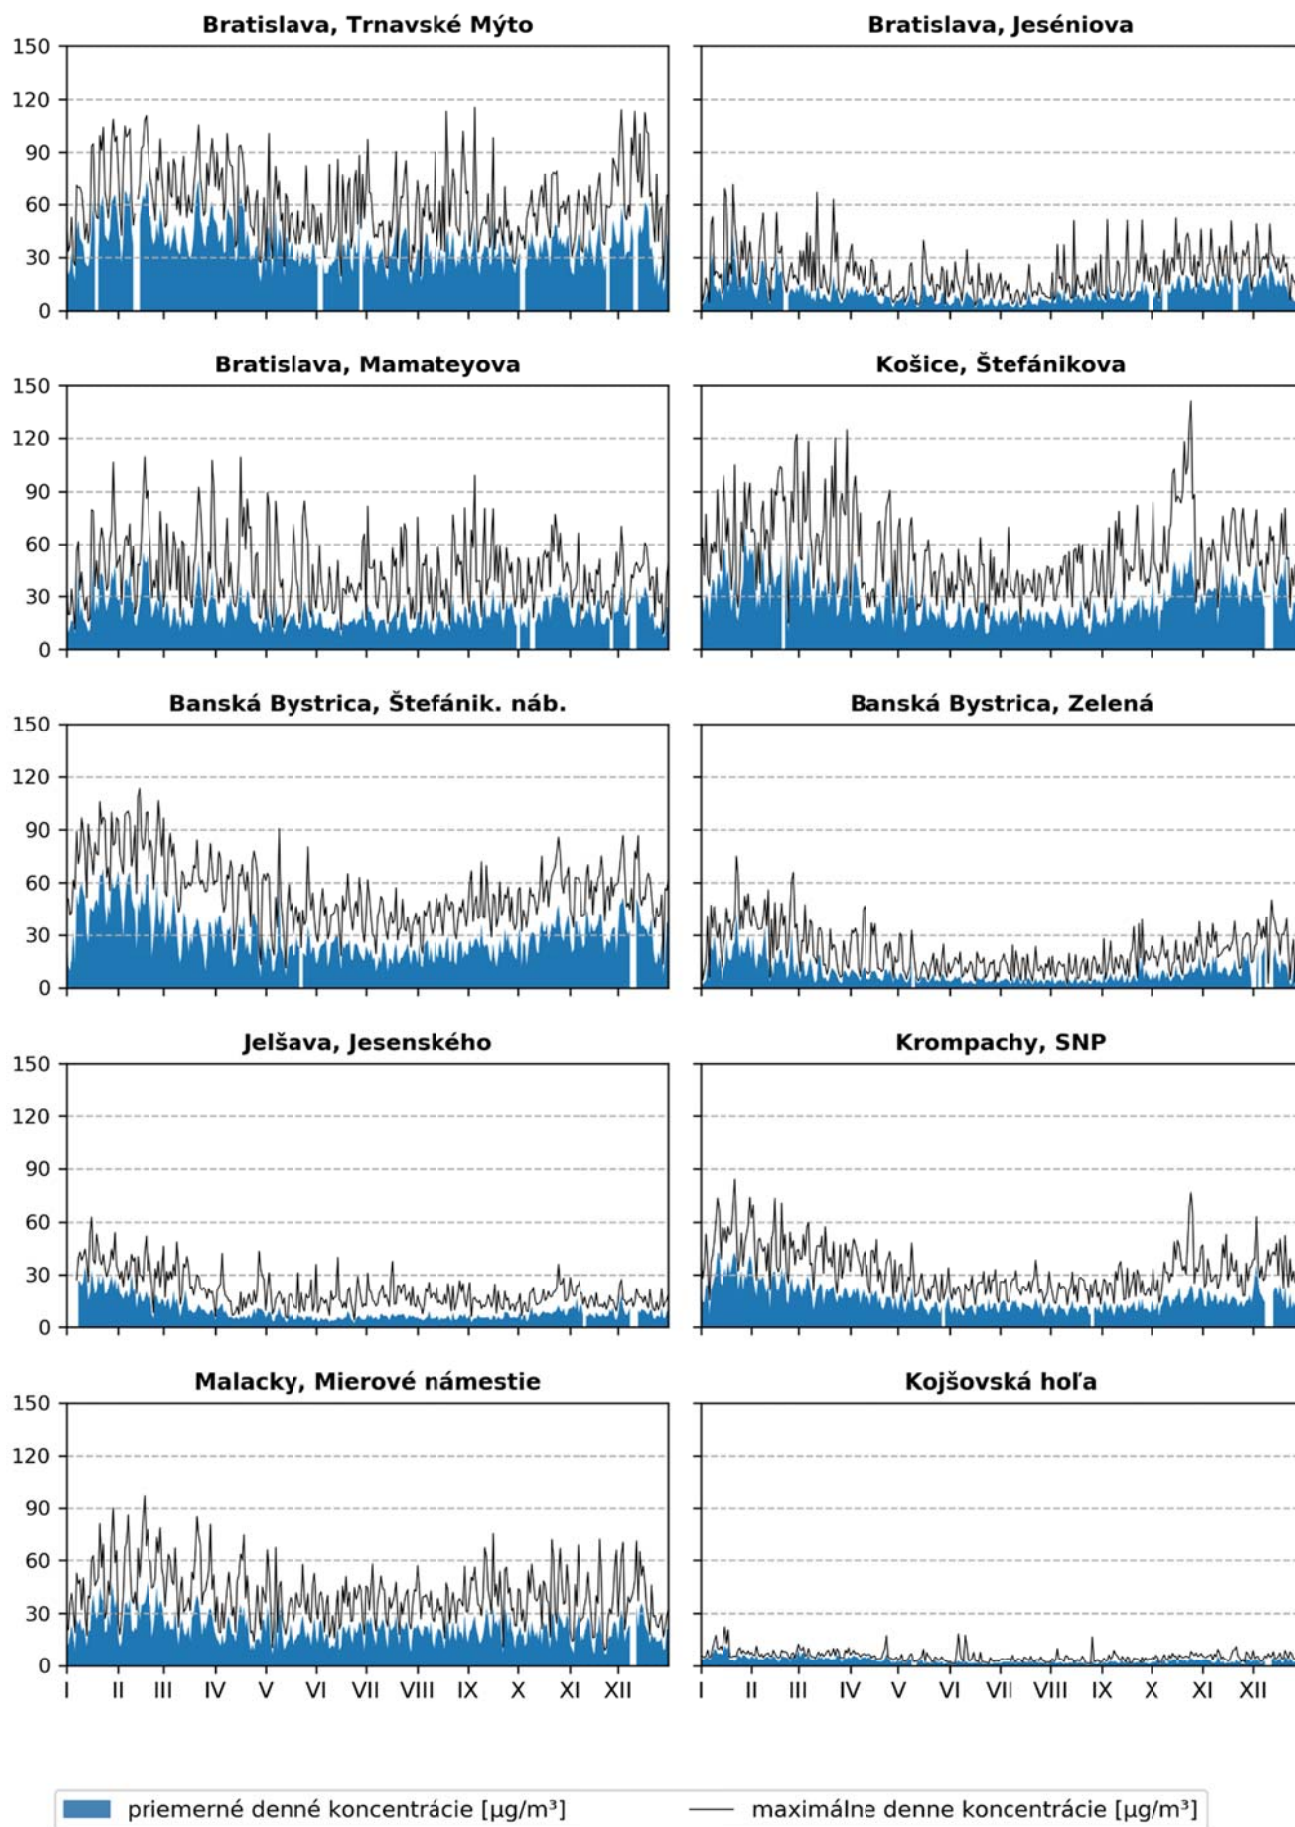 Bratislava, Trnavské Mýto
Bratislava, Jeséniova
150
120
90
60
30
0
Bratislava, Mamateyova
Košice, Štefánikova
150
120
90
60
30
0
Banská Bystrica, Štefánik. náb.
Banská Bystrica, Zelená
150
120
90
60
30
0
Jelšava, Jesenského
Krompachy, SNP
150
120
90
60
30
0
Malacky, Mierové námestie
Kojšovská hoľa
150
120
90
60
30
0
I II III IV V VI VII VIII IX X XI XII
I II III IV V VI VII VIII IX X XI XII
priemerné denné koncentrácie [µg/m³]
maximálne denne koncentrácie [µg/m³]